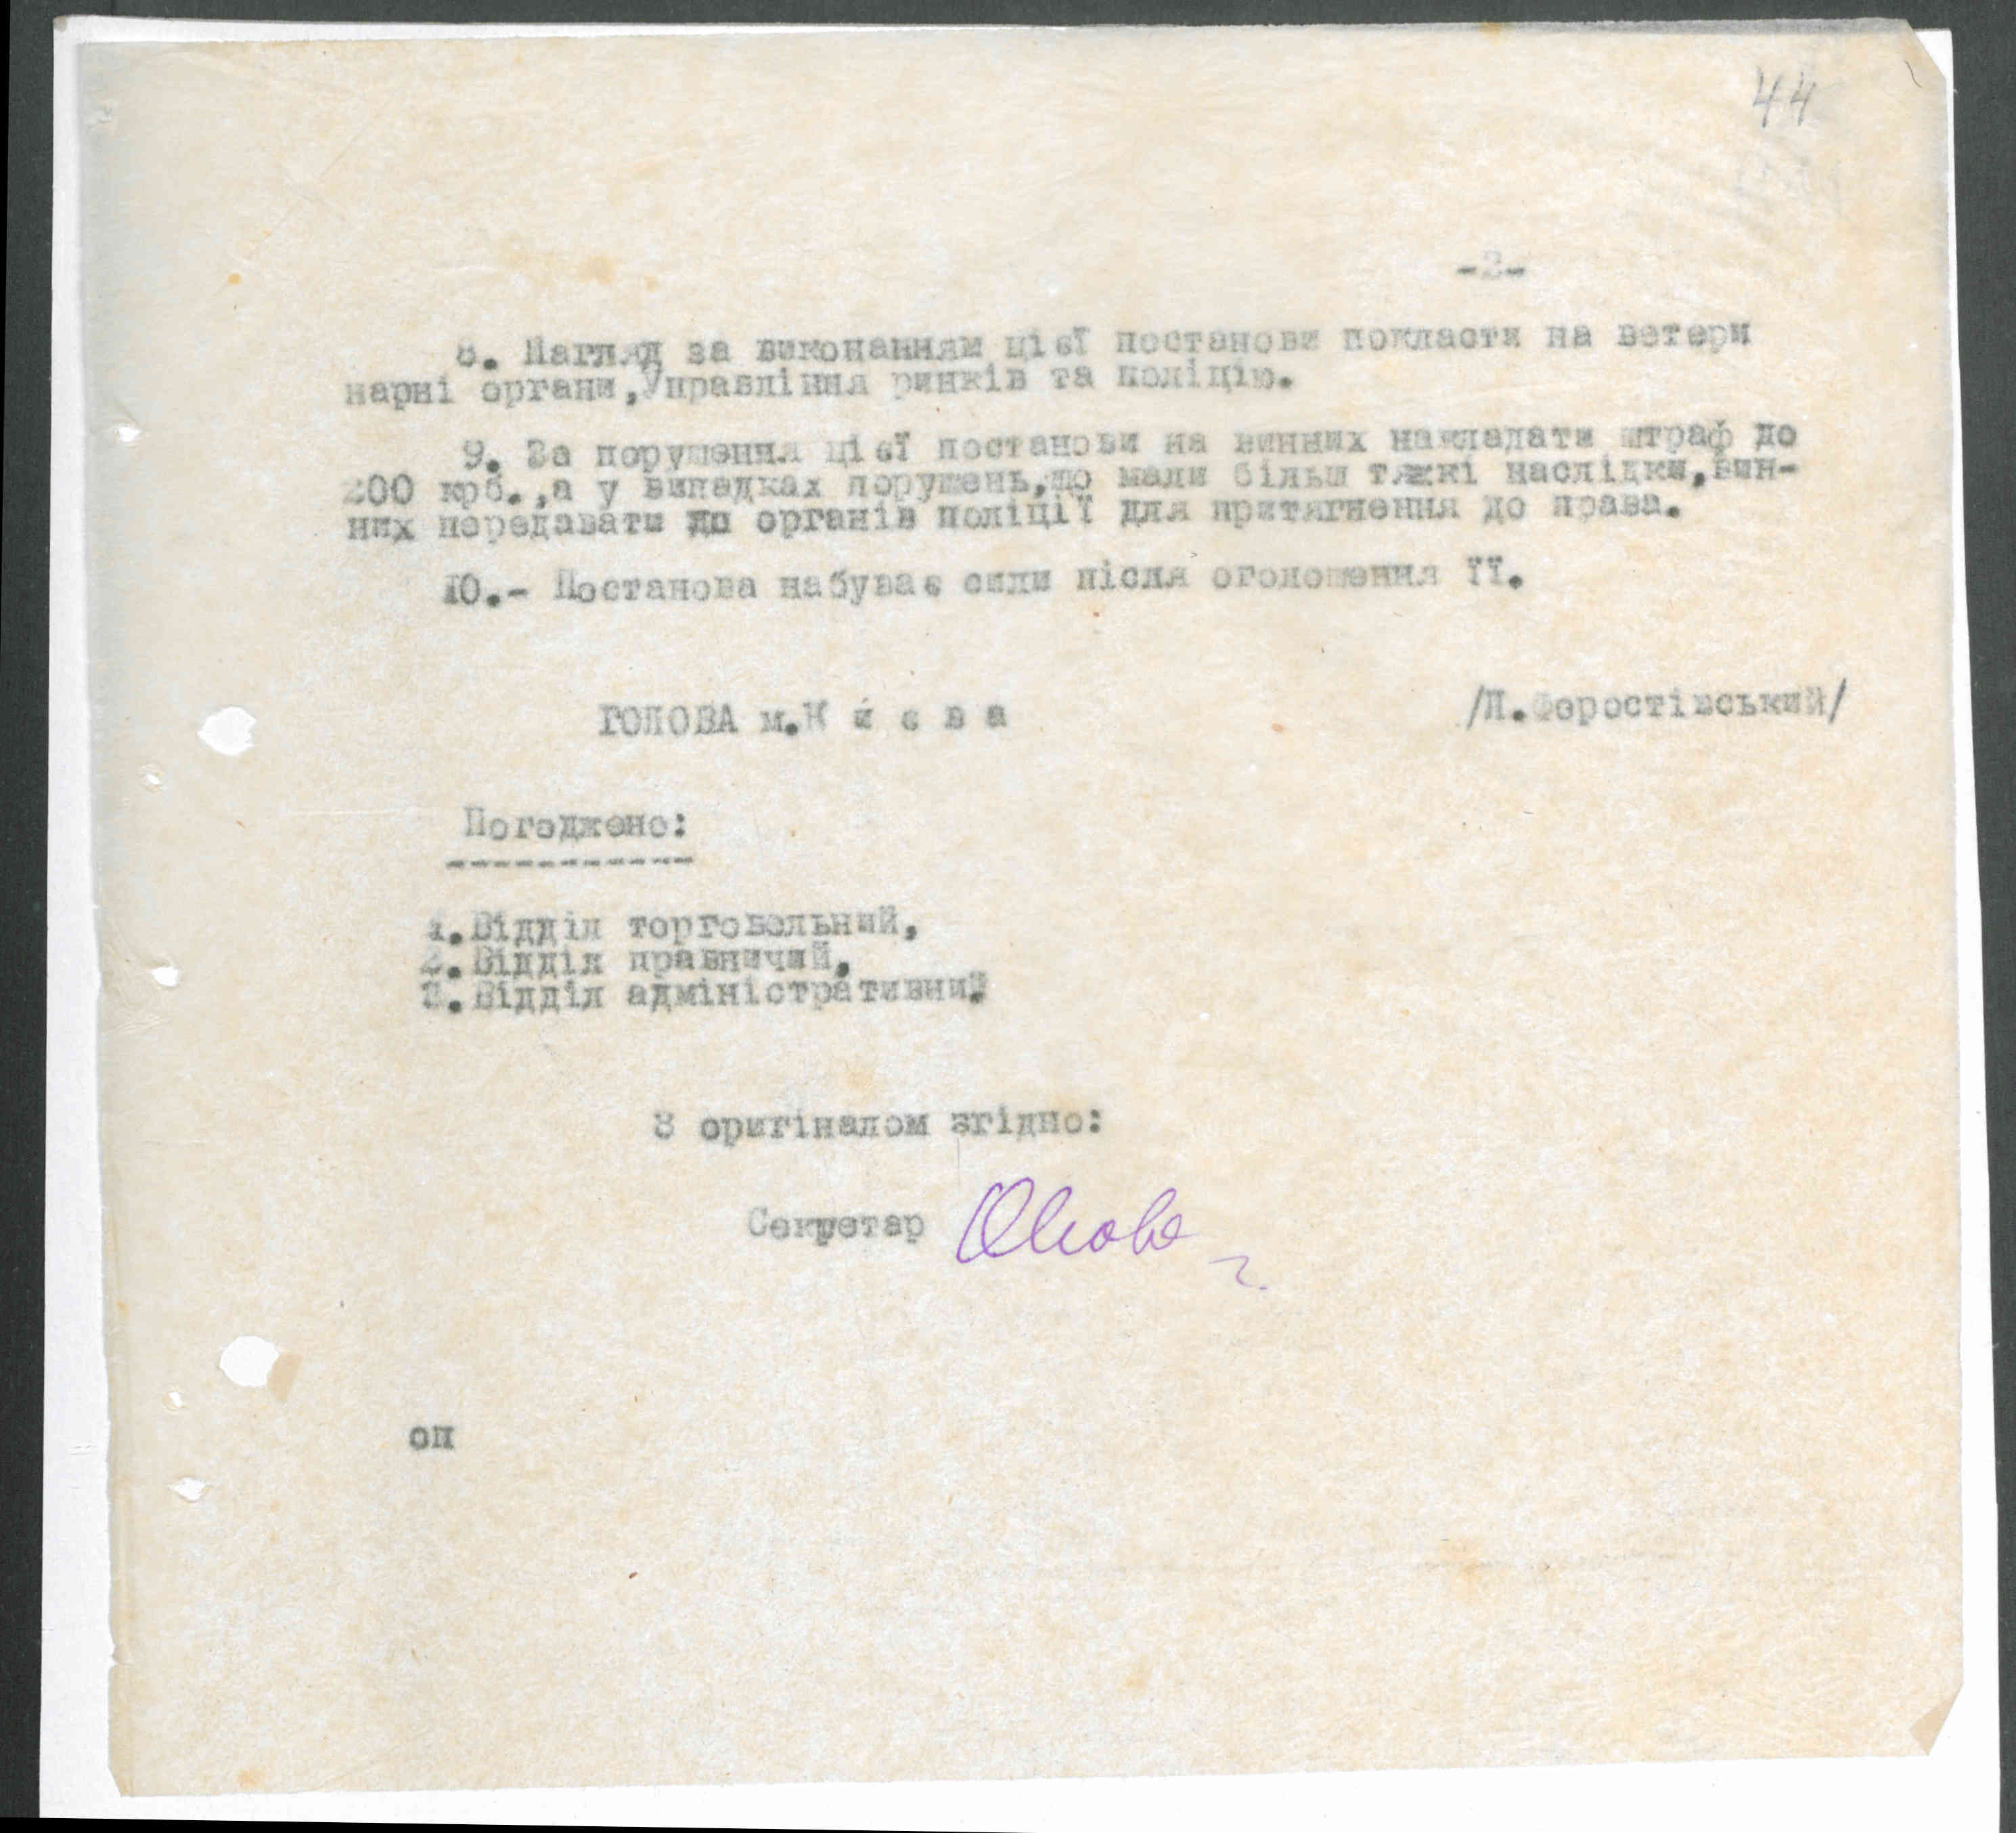 44
-2-
8. Нагляд за виконанням цієї постанови покласти на ветери
нарні органи,Управління ринків та поліцію.
9. За порушення цієї постанови на винних накладати штраф до
200 крб.,а у випадках порушень,що мали більш тяжкі наслідки,вин-
них передавати до органів поліції для притягнення до права.
10.- Постанова набуває сили після оголошення її.
ГОЛОВА м.К и є в а /Л.Форостівський/
Погоджено:
-----------
1.Відділ торговельний,
2.Відділ правничий,
3.Відділ адміністративний
З оригіналом згідно:
Секретар
оп